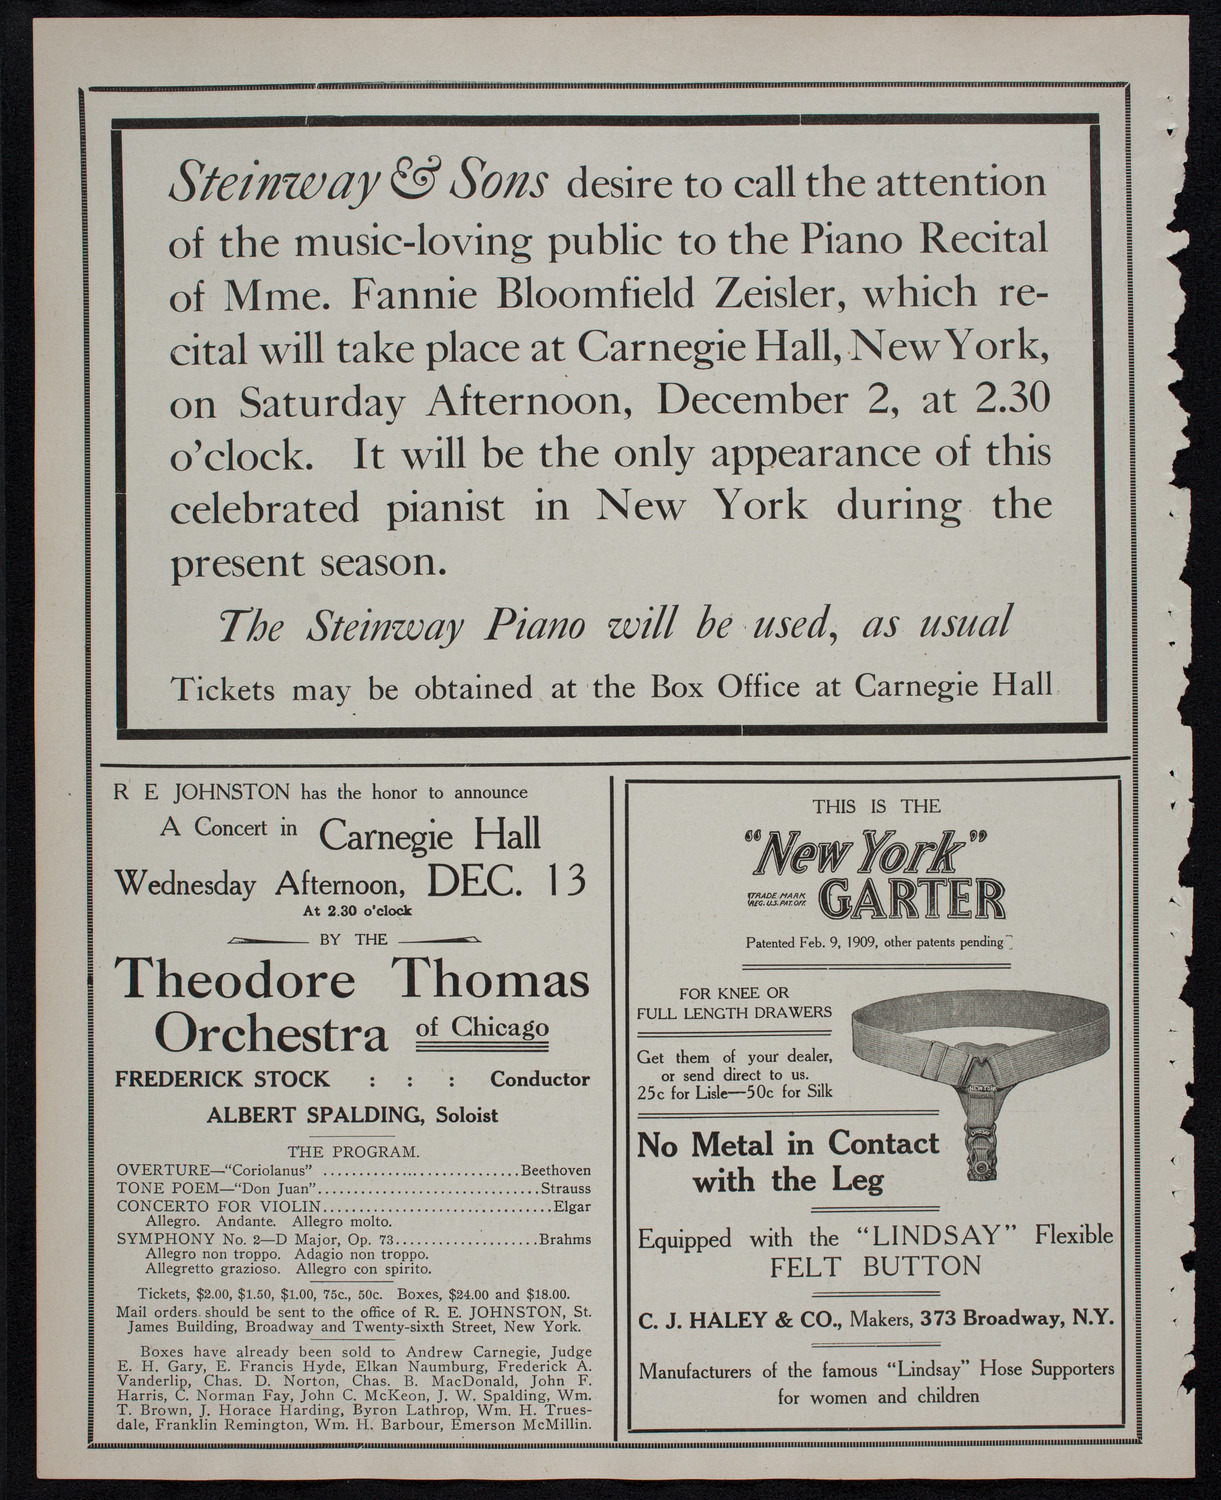 Steinway & Sons desire to call the attention
of the music-loving public to the Piano Recital
of Mme. Fannie Bloomfield Zeisler, which re-
cital will take place at Carnegie Hall, New York,
on Saturday Afternoon, December 2, at 2.30
o'clock. It will be the only appearance of this
celebrated pianist in New York during the
present season.
The Steinway Piano will be used, as usual
Tickets may be obtained at the Box Office at Carnegie Hall
R E JOHNSTON has the honor to announce
A Concert in Carnegie Hall
Wednesday Afternoon, DEC. 13
At 2.30 o'clock
BY THE
Theodore Thomas
Orchestra of Chicago
FREDERICK STOCK : : : Conductor
ALBERT SPALDING, Soloist
THE PROGRAM.
OVERTURE—"Coriolanus" ..............................Beethoven
TONE POEM—"Don Juan"..................................Strauss
CONCERTO FOR VIOLIN...................................Elgar
Allegro. Andante. Allegro molto.
SYMPHONY No. 2—D Major, Op. 73.....................Brahms
Allegro non troppo. Adagio non troppo.
Allegretto grazioso. Allegro con spirito.
Tickets, $2.00, $1.50, $1.00, 75c., 50c. Boxes, $24.00 and $18.00.
Mail orders should be sent to the office of R. E. JOHNSTON, St.
James Building, Broadway and Twenty-sixth Street, New York.
Boxes have already been sold to Andrew Carnegie, Judge
E. H. Gary, E. Francis Hyde, Elkan Naumburg, Frederick A.
Vanderlip, Chas. D. Norton, Chas. B. MacDonald, John F.
Harris, C. Norman Fay, John C. McKeon, J. W. Spalding, Wm.
T. Brown, J. Horace Harding, Byron Lathrop, Wm. H. Trues-
dale, Franklin Remington, Wm. H. Barbour, Emerson McMillin.
THIS IS THE
"New York"
TRADE MARK
REG. U.S. PAT. OFF.
GARTER
Patented Feb. 9, 1909, other patents pending
FOR KNEE OR
FULL LENGTH DRAWERS
Get them of your dealer,
or send direct to us.
25c for Lisle—50c for Silk
No Metal in Contact
with the Leg
Equipped with the "LINDSAY" Flexible
FELT BUTTON
C. J. HALEY & CO., Makers, 373 Broadway, N.Y.
Manufacturers of the famous "Lindsay" Hose Supporters
for women and children